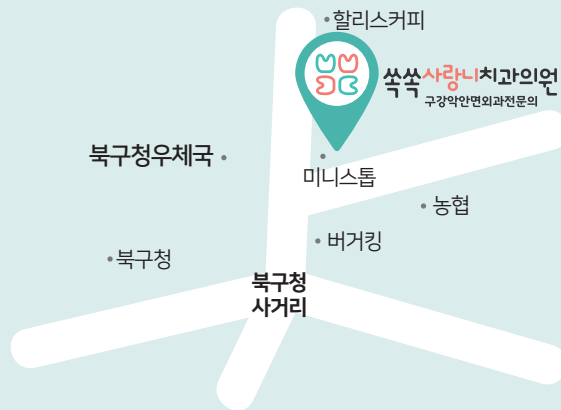 할리스커피
쏙쏙사랑니치과의원
구강악안면외과전문의
북구청우체국
미니스톱
농협
버거킹
북구청
북구청
사거리